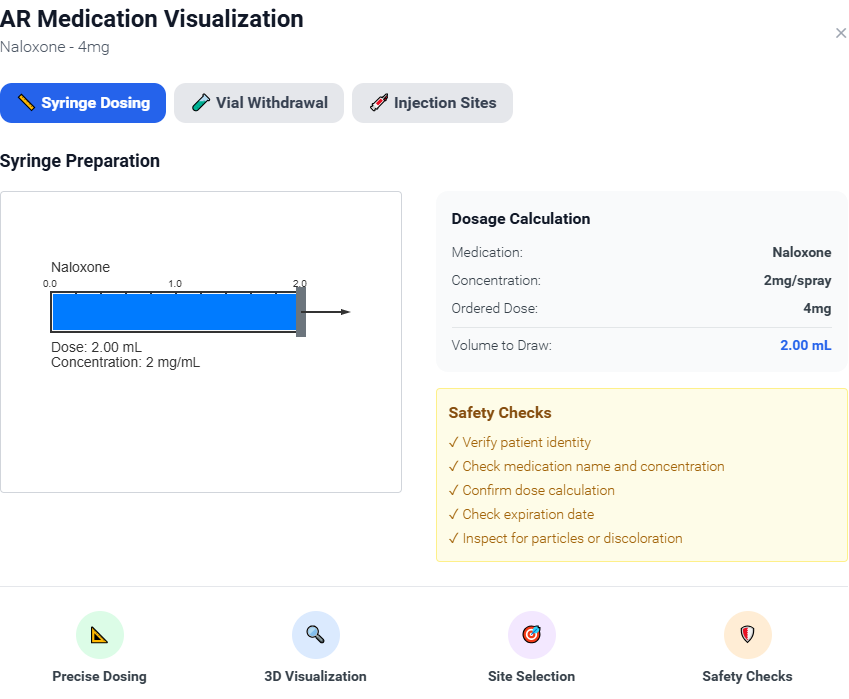 AR Medication Visualization
Naloxone - 4mg
×
Syringe Dosing
Vial Withdrawal
Injection Sites
Syringe Preparation
Naloxone
0.0 1.0 2.0
Dose: 2.00 mL
Concentration: 2 mg/mL
Dosage Calculation
Medication: Naloxone
Concentration: 2mg/spray
Ordered Dose: 4mg
Volume to Draw: 2.00 mL
Safety Checks
✓ Verify patient identity
✓ Check medication name and concentration
✓ Confirm dose calculation
✓ Check expiration date
✓ Inspect for particles or discoloration
Precise Dosing
3D Visualization
Site Selection
Safety Checks